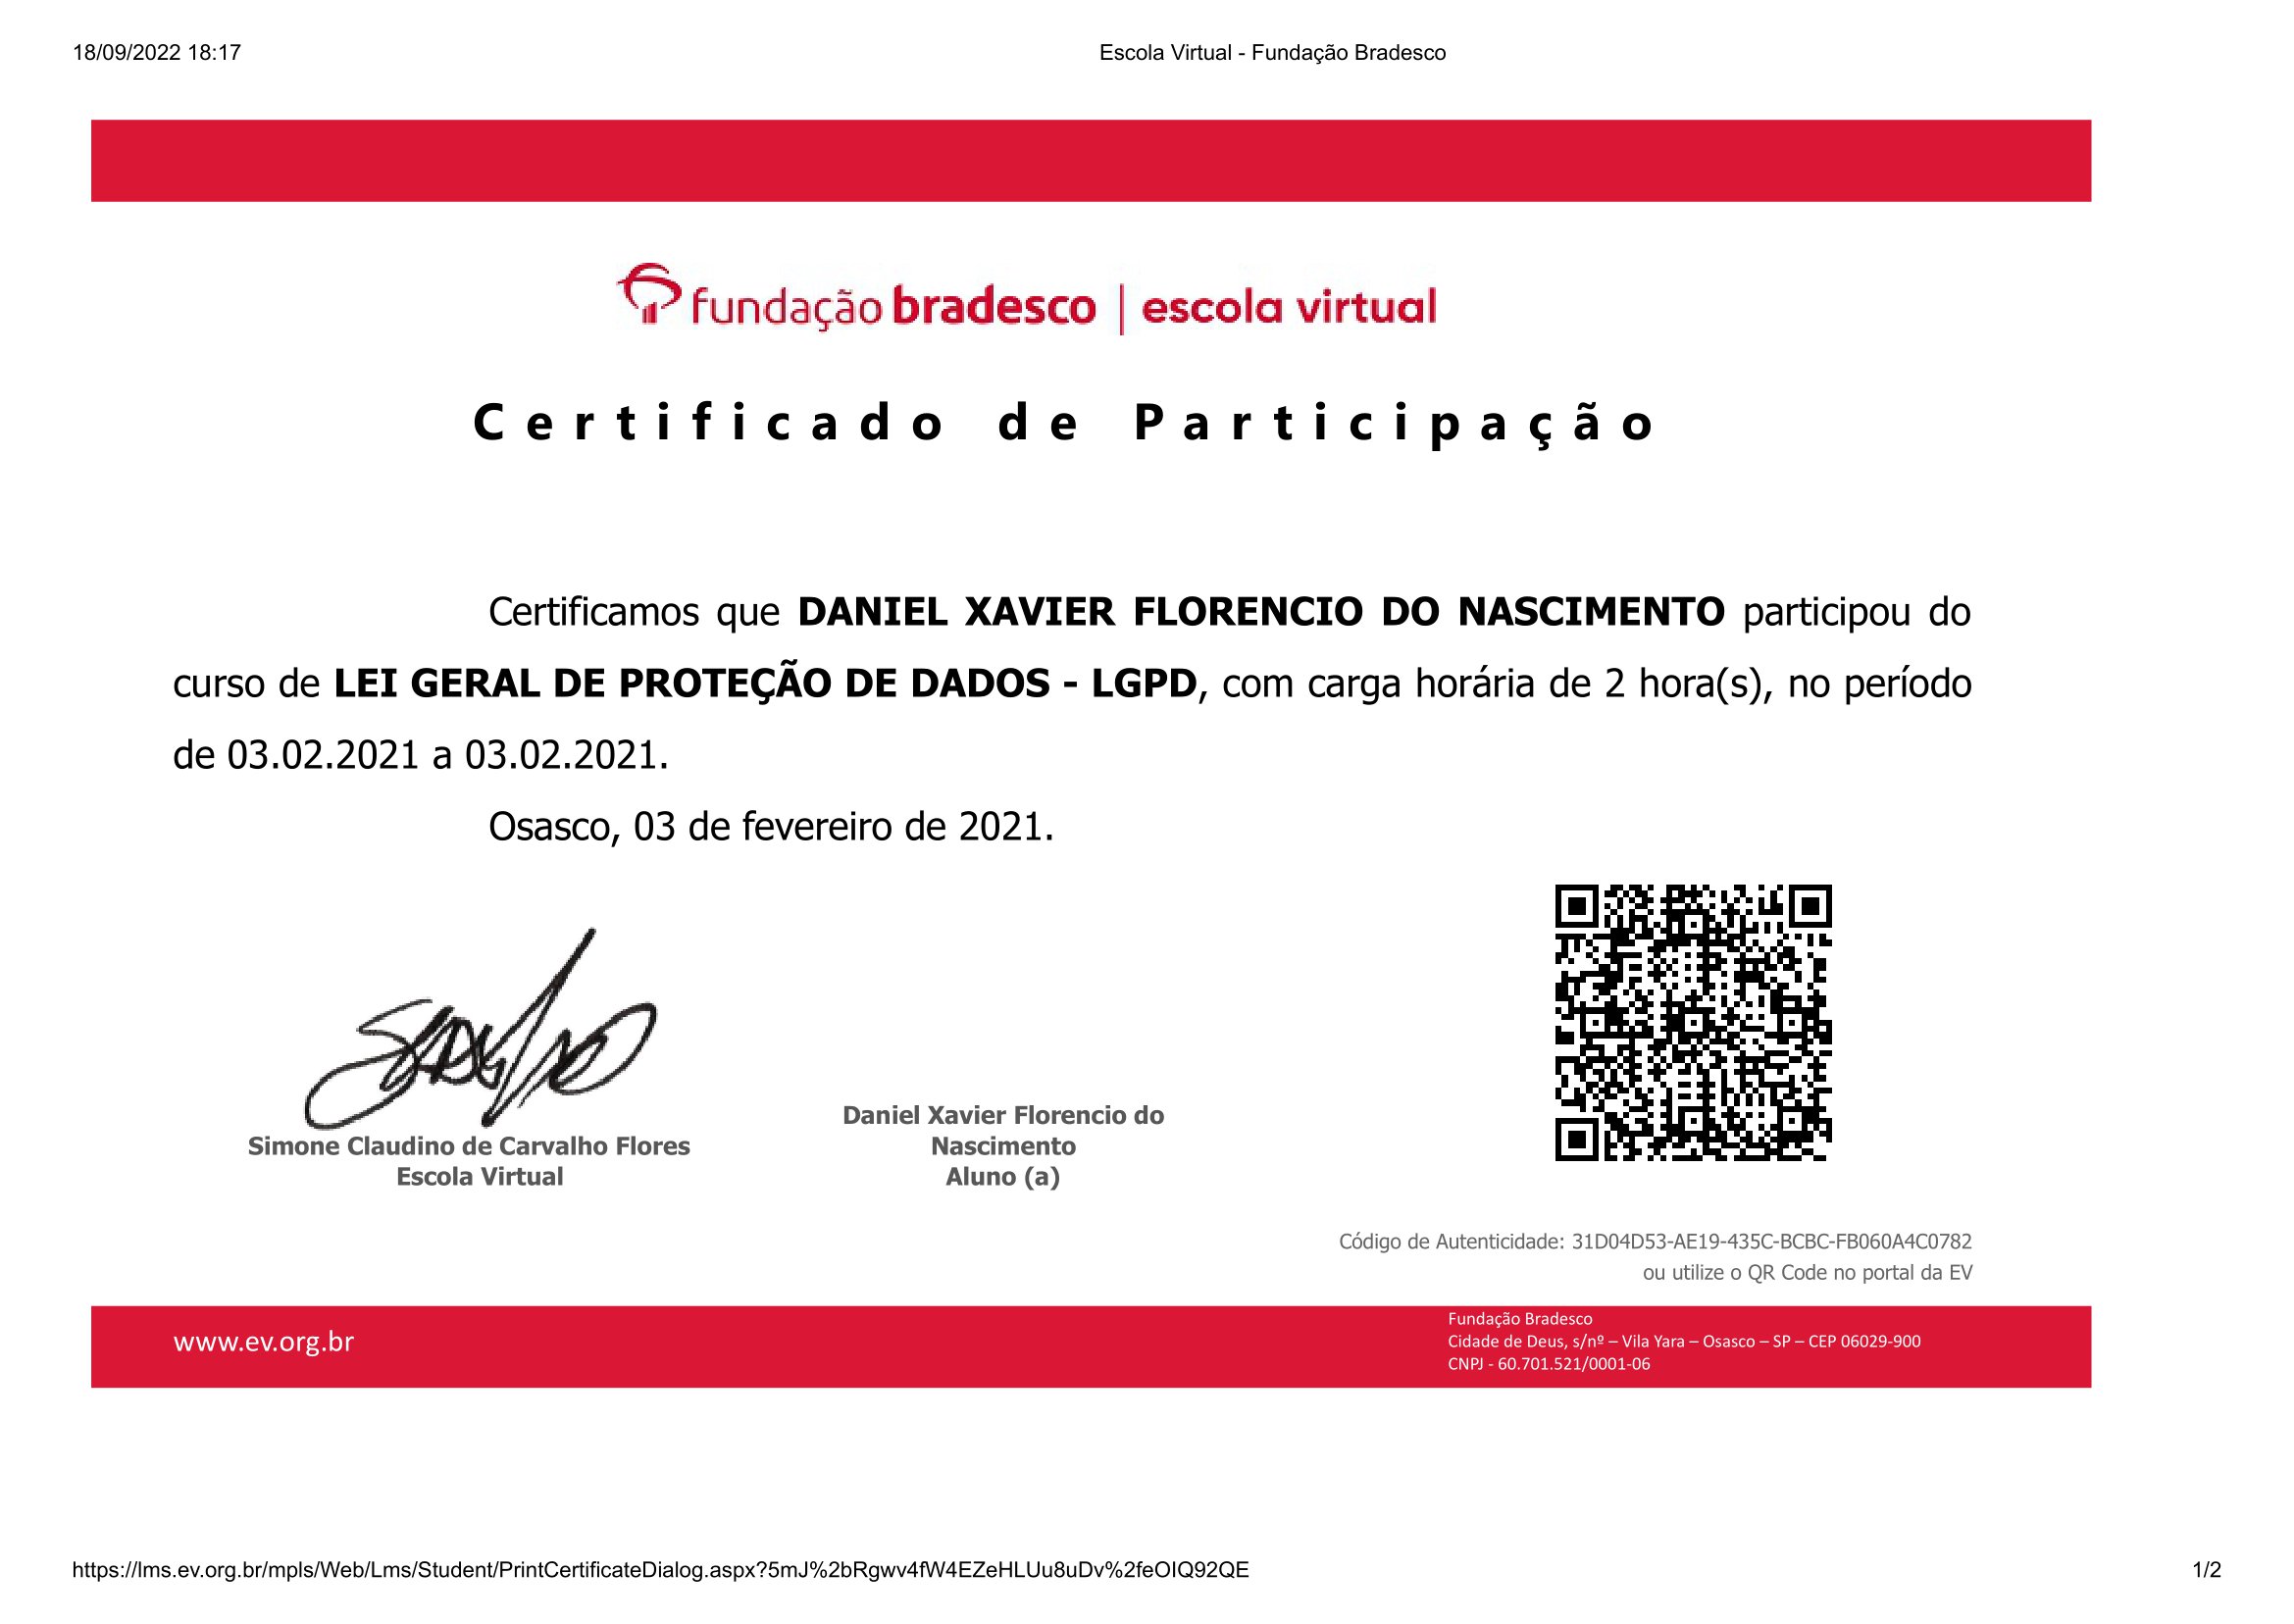 18/09/2022 18:17
Escola Virtual - Fundação Bradesco
fundação bradesco | escola virtual
Certificado de Participação
Certificamos que DANIEL XAVIER FLORENCIO DO NASCIMENTO participou do
curso de LEI GERAL DE PROTEÇÃO DE DADOS - LGPD, com carga horária de 2 hora(s), no período
de 03.02.2021 a 03.02.2021.
Osasco, 03 de fevereiro de 2021.
Simone Claudino de Carvalho Flores
Escola Virtual
Daniel Xavier Florencio do
Nascimento
Aluno (a)
Código de Autenticidade: 31D04D53-AE19-435C-BCBC-FB060A4C0782
ou utilize o QR Code no portal da EV
www.ev.org.br
Fundação Bradesco
Cidade de Deus, s/nº – Vila Yara – Osasco – SP – CEP 06029-900
CNPJ - 60.701.521/0001-06
https://lms.ev.org.br/mpls/Web/Lms/Student/PrintCertificateDialog.aspx?5mJ%2bRgwv4fW4EZeHLUu8uDv%2feOIQ92QE
1/2